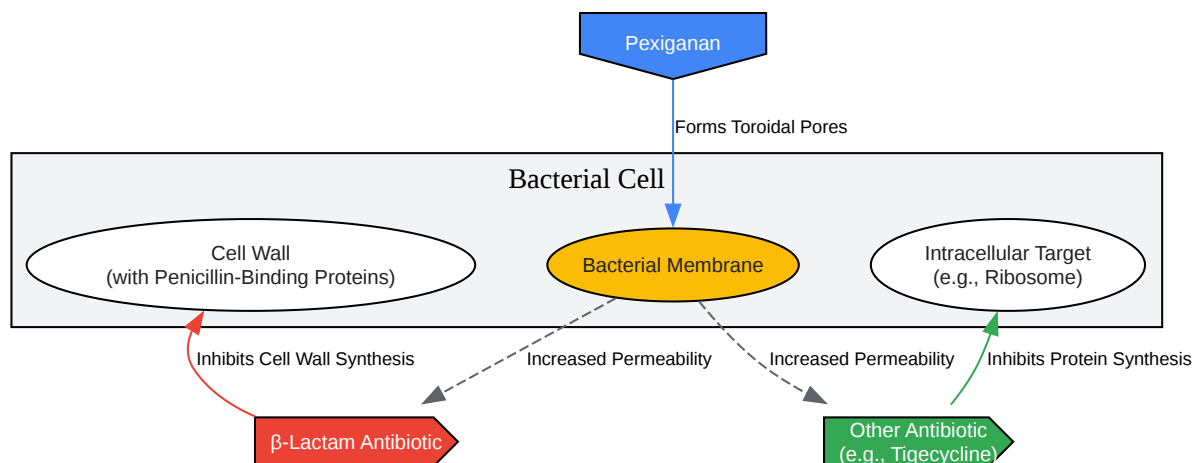 Pexiganan
Forms Toroidal Pores
Bacterial Cell
Cell Wall
(with Penicillin-Binding Proteins)
Bacterial Membrane
Intracellular Target
(e.g., Ribosome)
Inhibits Cell Wall Synthesis
Increased Permeability
Increased Permeability
Inhibits Protein Synthesis
β-Lactam Antibiotic
Other Antibiotic
(e.g., Tigecycline)